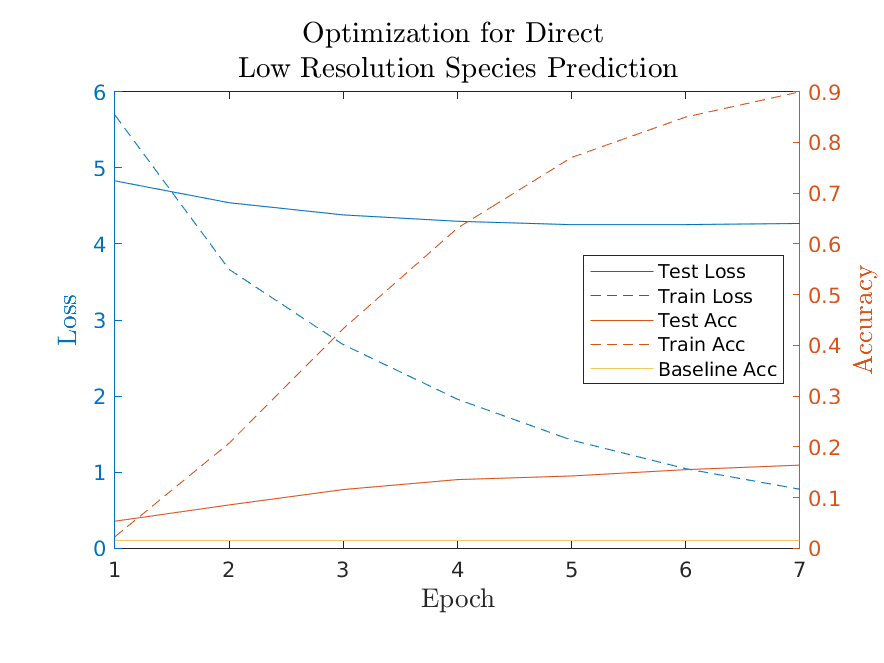 Optimization for Direct
Low Resolution Species Prediction
6
5
4
3
2
1
0
Loss
0.9
0.8
0.7
0.6
0.5
0.4
0.3
0.2
0.1
0
Accuracy
Test Loss
Train Loss
Test Acc
Train Acc
Baseline Acc
1 2 3 4 5 6 7
Epoch